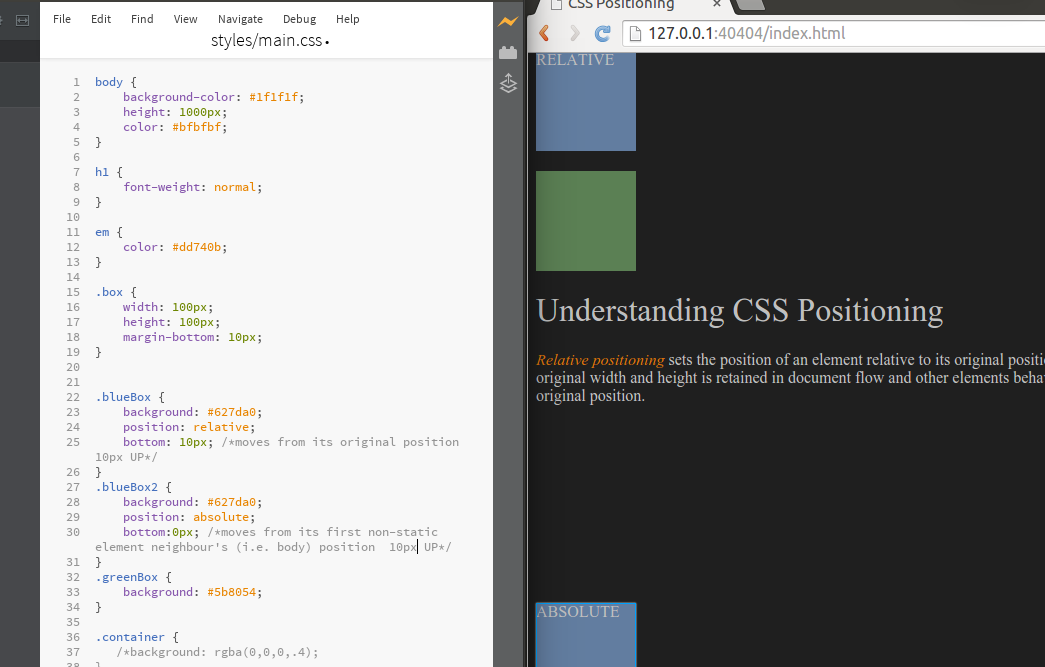 File Edit Find View Navigate Debug Help
styles/main.css •
1 body {
2 background-color: #1f1f1f;
3 height: 1000px;
4 color: #bfbfbf;
5 }
6
7 h1 {
8 font-weight: normal;
9 }
10
11 em {
12 color: #dd740b;
13 }
14
15 .box {
16 width: 100px;
17 height: 100px;
18 margin-bottom: 10px;
19 }
20
21
22 .blueBox {
23 background: #627da0;
24 position: relative;
25 bottom: 10px; /*moves from its original position
10px UP*/
26 }
27 .blueBox2 {
28 background: #627da0;
29 position: absolute;
30 bottom:0px; /*moves from its first non-static
element neighbour's (i.e. body) position  10px UP*/
31 }
32 .greenBox {
33 background: #5b8054;
34 }
35
36 .container {
37 /*background: rgba(0,0,0,.4);
38 }
CSS Positioning ×
127.0.0.1:40404/index.html
RELATIVE
Understanding CSS Positioning
Relative positioning sets the position of an element relative to its original
original width and height is retained in document flow and other elements
original position.
ABSOLUTE